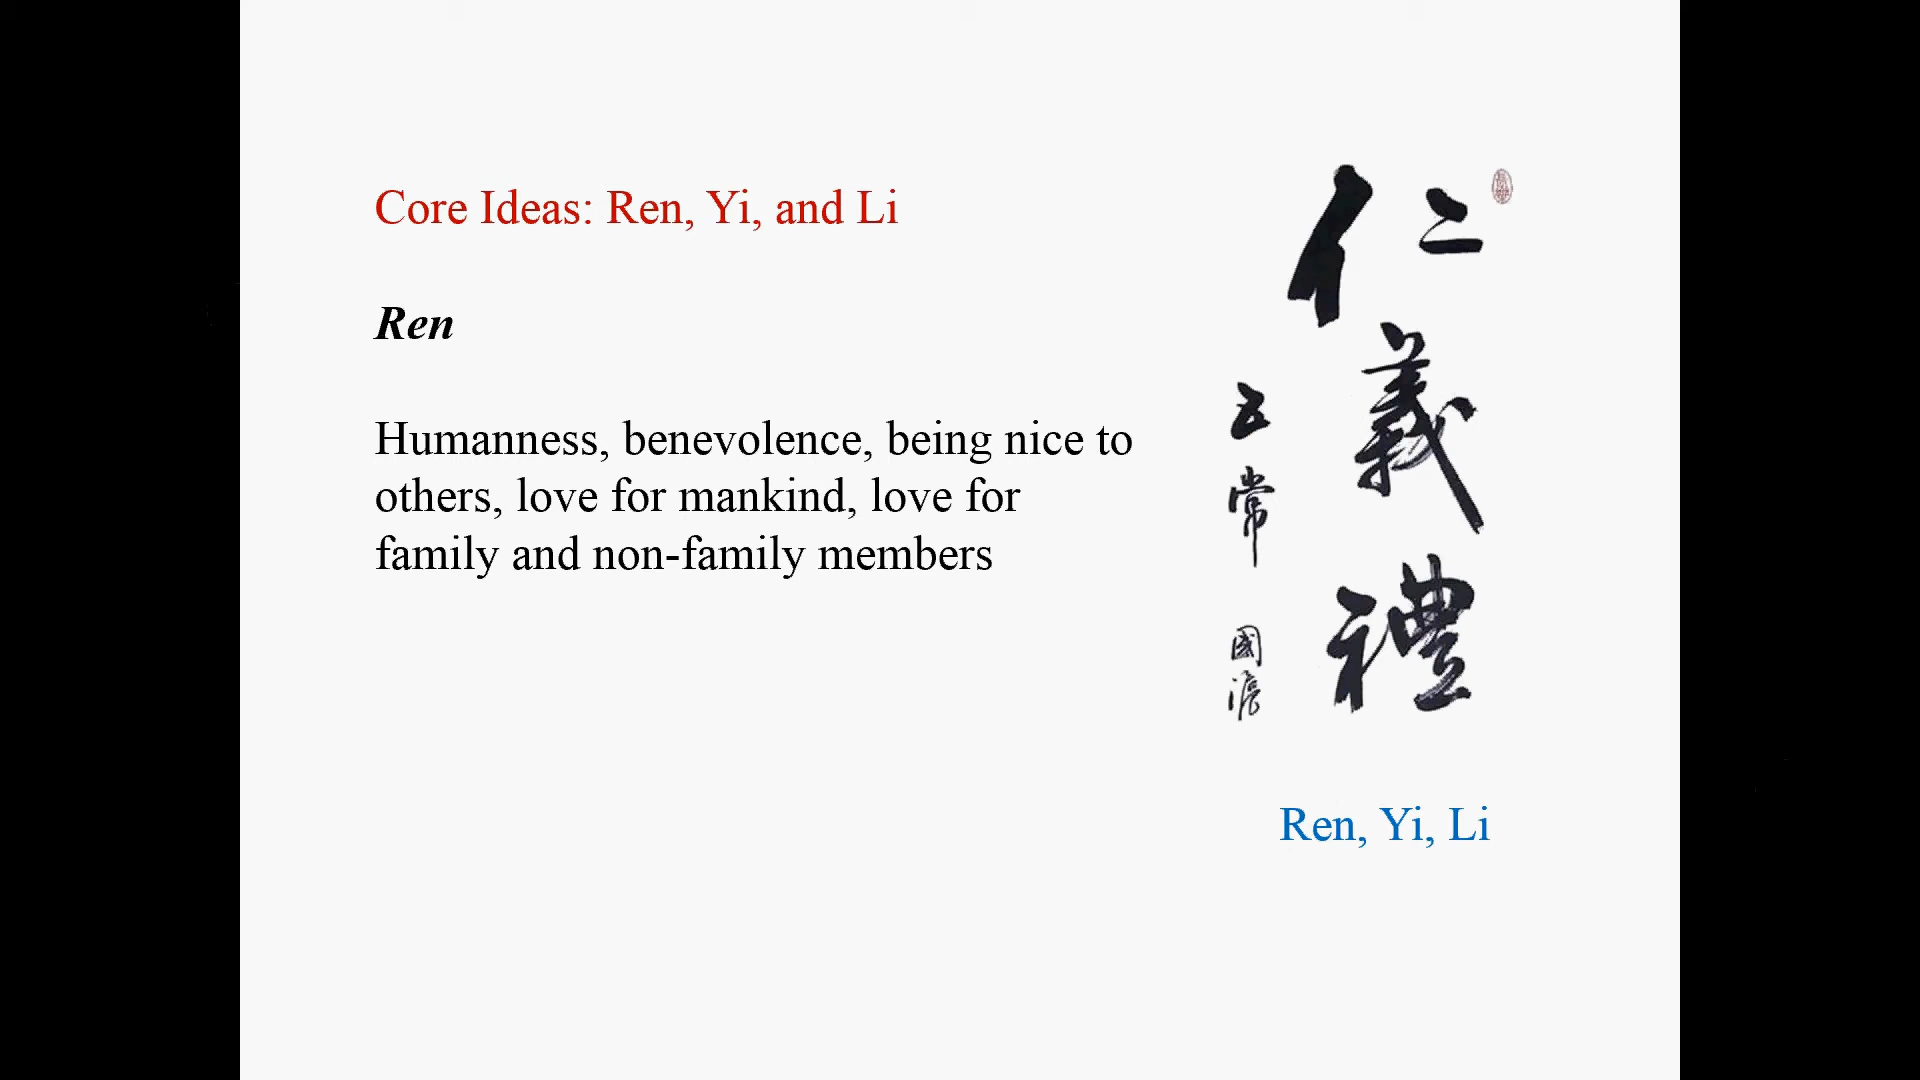 Core Ideas: Ren, Yi, and Li
Ren
Humanness, benevolence, being nice to
others, love for mankind, love for
family and non-family members
仁
義
禮
五常
Ren, Yi, Li